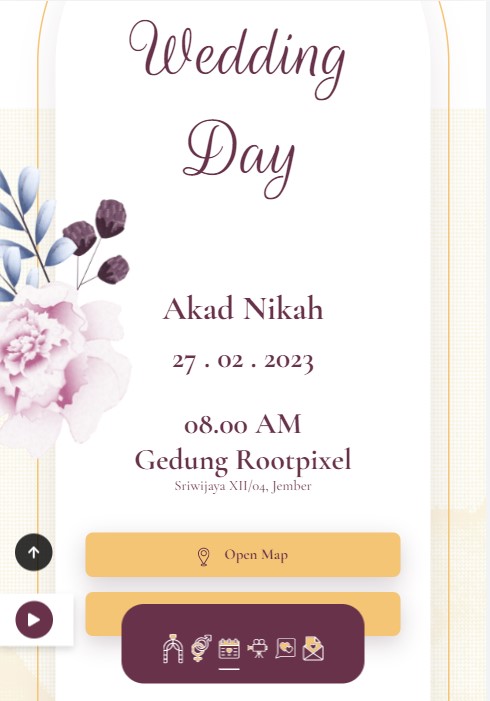 Wedding
Day
Akad Nikah
27 . 02 . 2023
08.00 AM
Gedung Rootpixel
Sriwijaya XII/04, Jember
Open Map